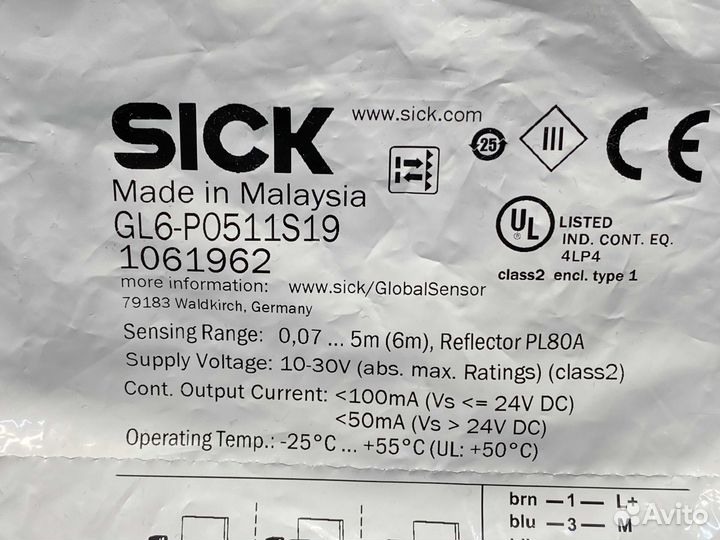 SICK
www.sick.com
25
III
CE
Made in Malaysia
GL6-P0511S19
1061962
UL LISTED
IND. CONT. EQ.
4LP4
class2 encl. type 1
more information: www.sick/GlobalSensor
79183 Waldkirch, Germany
Sensing Range: 0,07 ... 5m (6m), Reflector PL80A
Supply Voltage: 10-30V (abs. max. Ratings) (class2)
Cont. Output Current: <100mA (Vs <= 24V DC)
<50mA (Vs > 24V DC)
Operating Temp.: -25°C ... +55°C (UL: +50°C)
brn — 1 — L+
blu — 3 — M
Avito